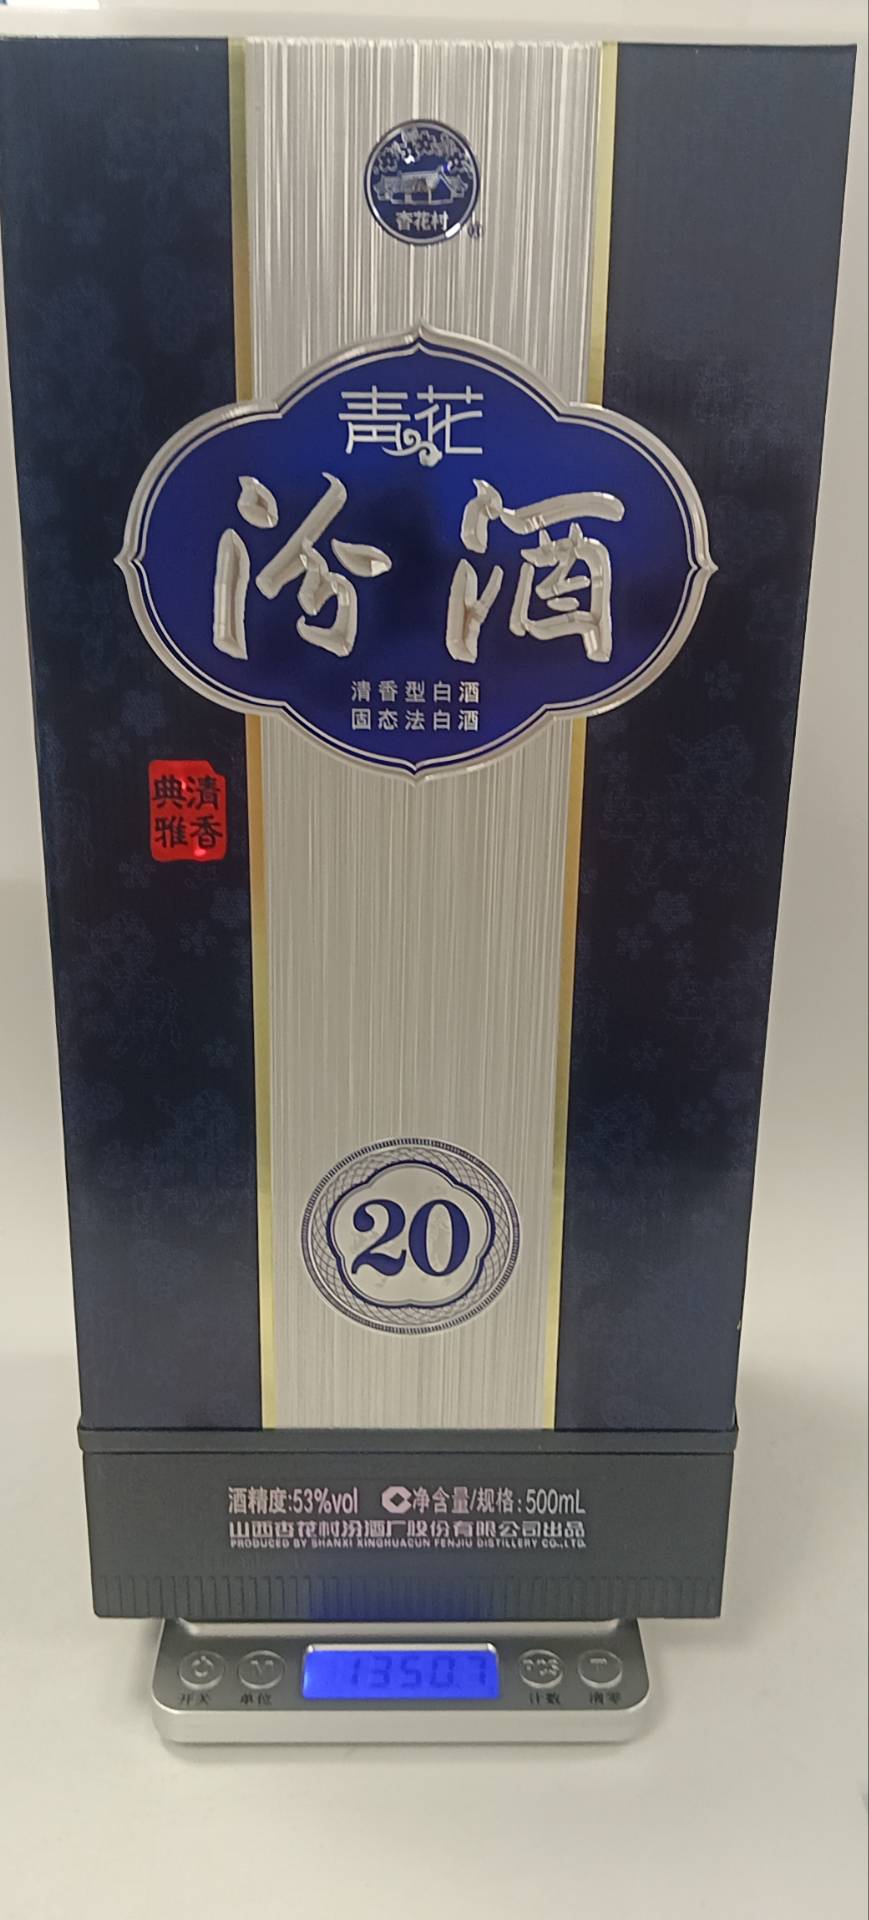 杏花村
青花
汾酒
清香型白酒
固态法白酒
清香
典雅
20
酒精度:53%vol 净含量/规格:500mL
山西杏花村汾酒厂股份有限公司出品
PRODUCED BY SHANXI XINGHUACUN FENJIU DISTILLERY CO.,LTD.
1350.7
PCS
T
开关 单位 计数 清零